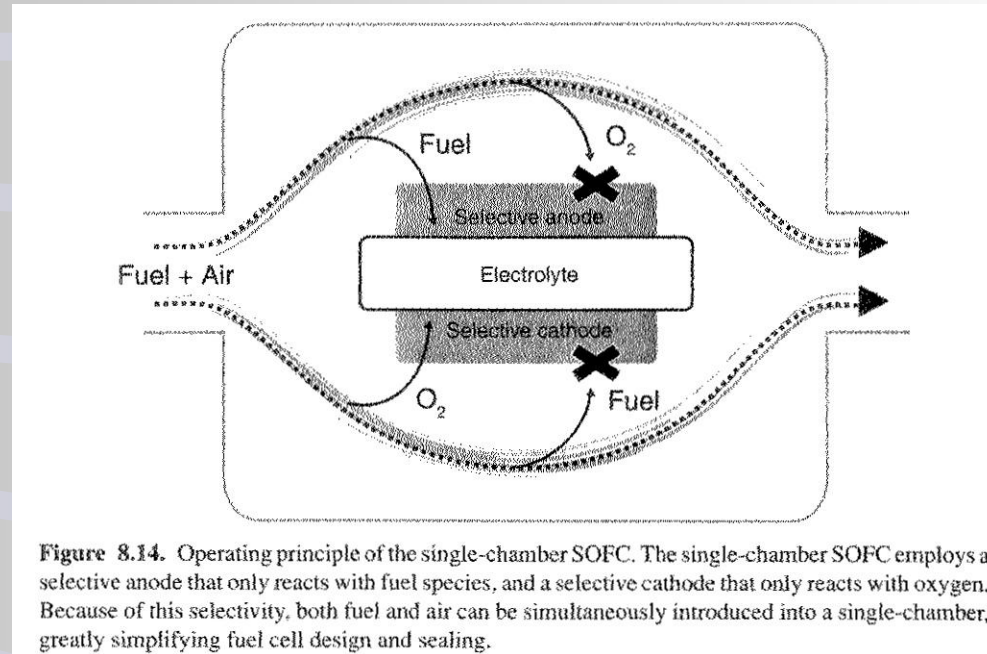 Fuel
O₂
Selective anode
Fuel + Air
Electrolyte
Selective cathode
O₂
Fuel
Figure 8.14. Operating principle of the single-chamber SOFC. The single-chamber SOFC employs a
selective anode that only reacts with fuel species, and a selective cathode that only reacts with oxygen.
Because of this selectivity, both fuel and air can be simultaneously introduced into a single-chamber,
greatly simplifying fuel cell design and sealing.